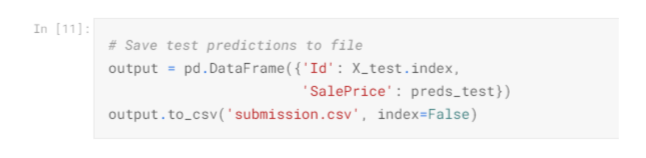 In [11]:
# Save test predictions to file
output = pd.DataFrame({'Id': X_test.index,
                       'SalePrice': preds_test})
output.to_csv('submission.csv', index=False)